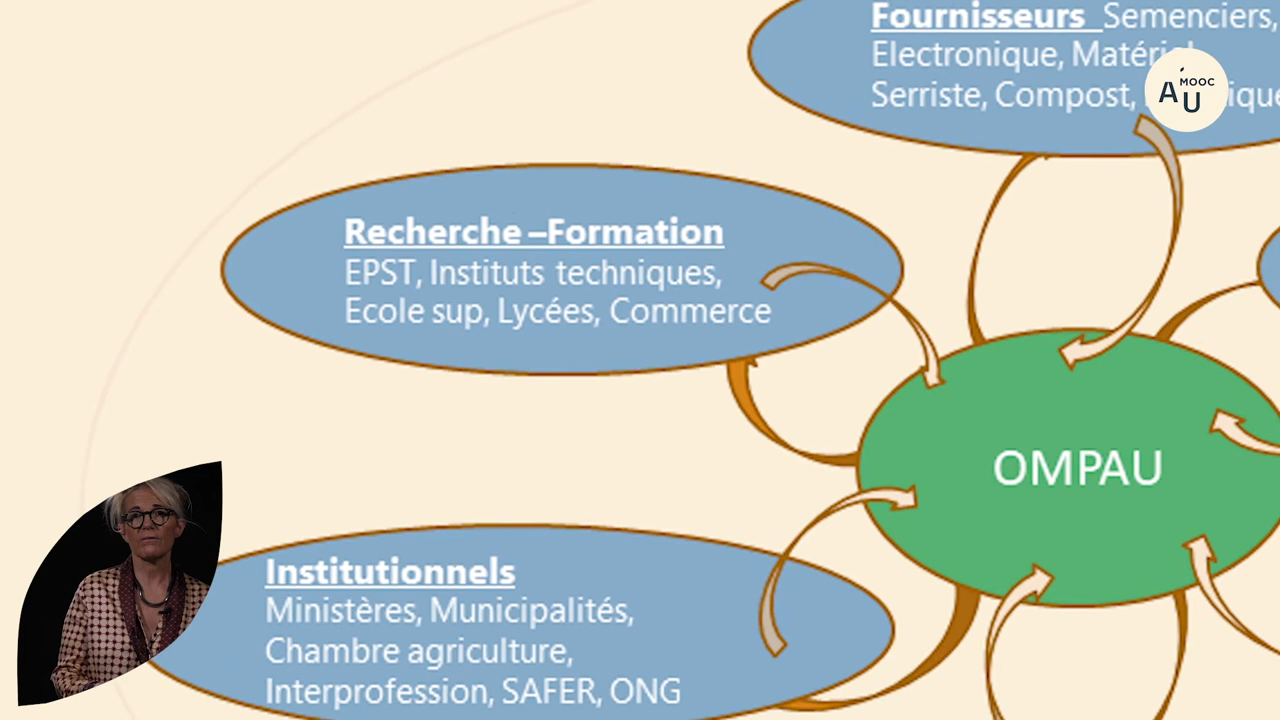 Fournisseurs Semenciers,
Electronique,
Serriste, Compost,
MOOC
AU
Recherche –Formation
EPST, Instituts techniques,
Ecole sup, Lycées, Commerce
OMPAU
Institutionnels
Ministères, Municipalités,
Chambre agriculture,
Interprofession, SAFER, ONG